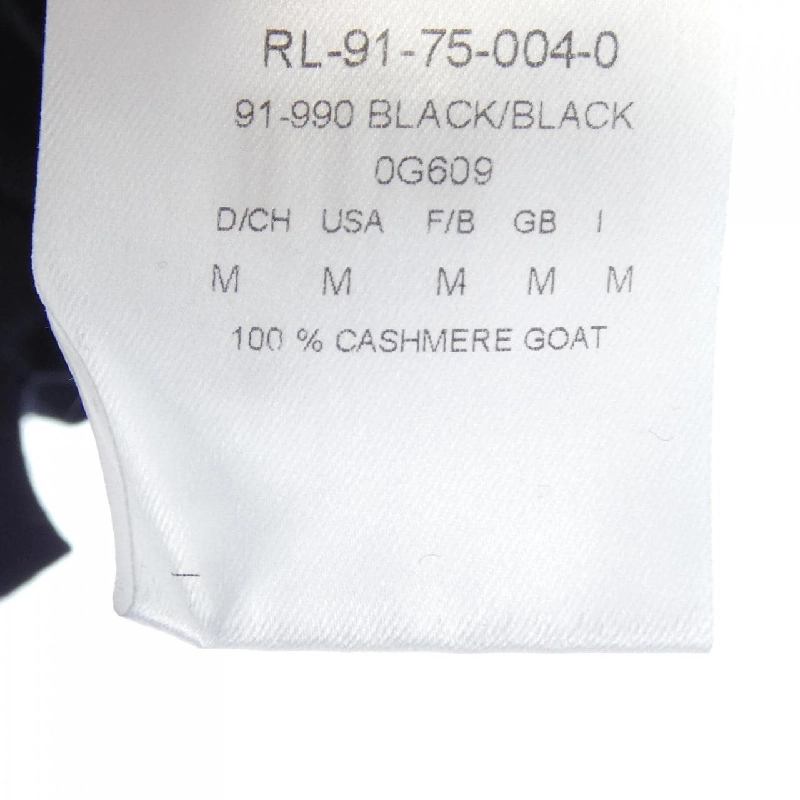 RL-91-75-004-0
91-990 BLACK/BLACK
0G609
D/CH USA F/B GB I
M M M M M
100 % CASHMERE GOAT